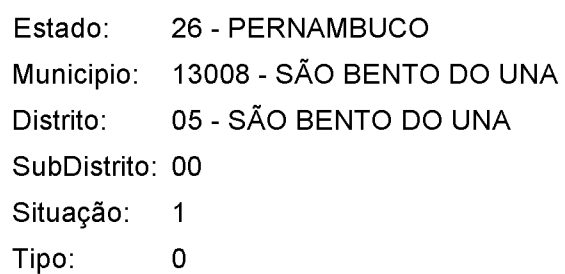 Estado: 26 - PERNAMBUCO
Municipio: 13008 - SÃO BENTO DO UNA
Distrito: 05 - SÃO BENTO DO UNA
SubDistrito: 00
Situação: 1
Tipo: 0